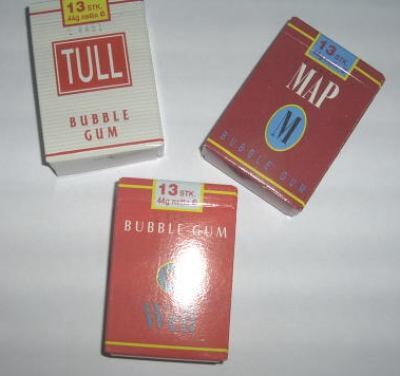 13 STK.
44g netto e
TULL
BUBBLE
GUM
13 STK.
MAP
M
BUBBLE GUM
13 STK.
44g netto e
BUBBLE GUM